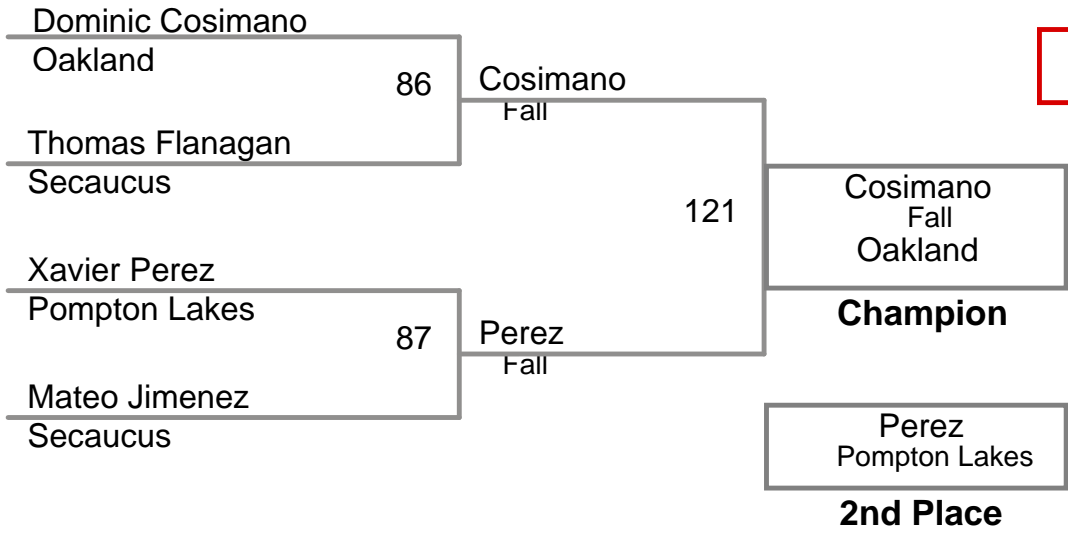 Dominic Cosimano
Oakland
86
Cosimano
Fall
Thomas Flanagan
Secaucus
121
Cosimano
Fall
Oakland
Champion
Xavier Perez
Pompton Lakes
87
Perez
Fall
Mateo Jimenez
Secaucus
Perez
Pompton Lakes
2nd Place